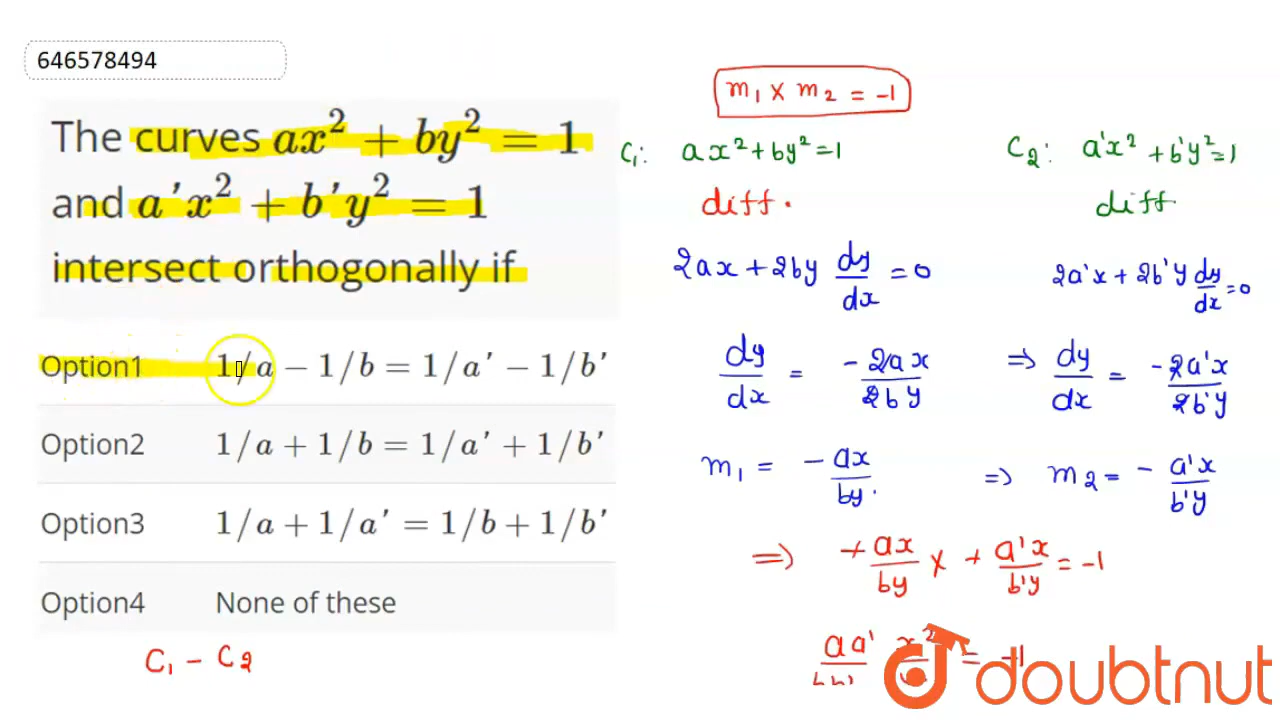 646578494
The curves ax² + by² = 1
and a'x² + b'y² = 1
intersect orthogonally if
Option1 1/a − 1/b = 1/a' − 1/b'
Option2 1/a + 1/b = 1/a' + 1/b'
Option3 1/a + 1/a' = 1/b + 1/b'
Option4 None of these
C₁ − C₂
m₁ × m₂ = −1
C₁: ax² + by² = 1
diff.
2ax + 2by dy/dx = 0
dy/dx = −2ax/2by
m₁ = −ax/by.
C₂: a'x² + b'y² = 1
diff.
2a'x + 2b'y dy/dx = 0
⇒ dy/dx = −2a'x/2b'y
⇒ m₂ = − a'x/b'y
⇒ +ax/by × +a'x/b'y = −1
aa' x² = −1
doubtnut